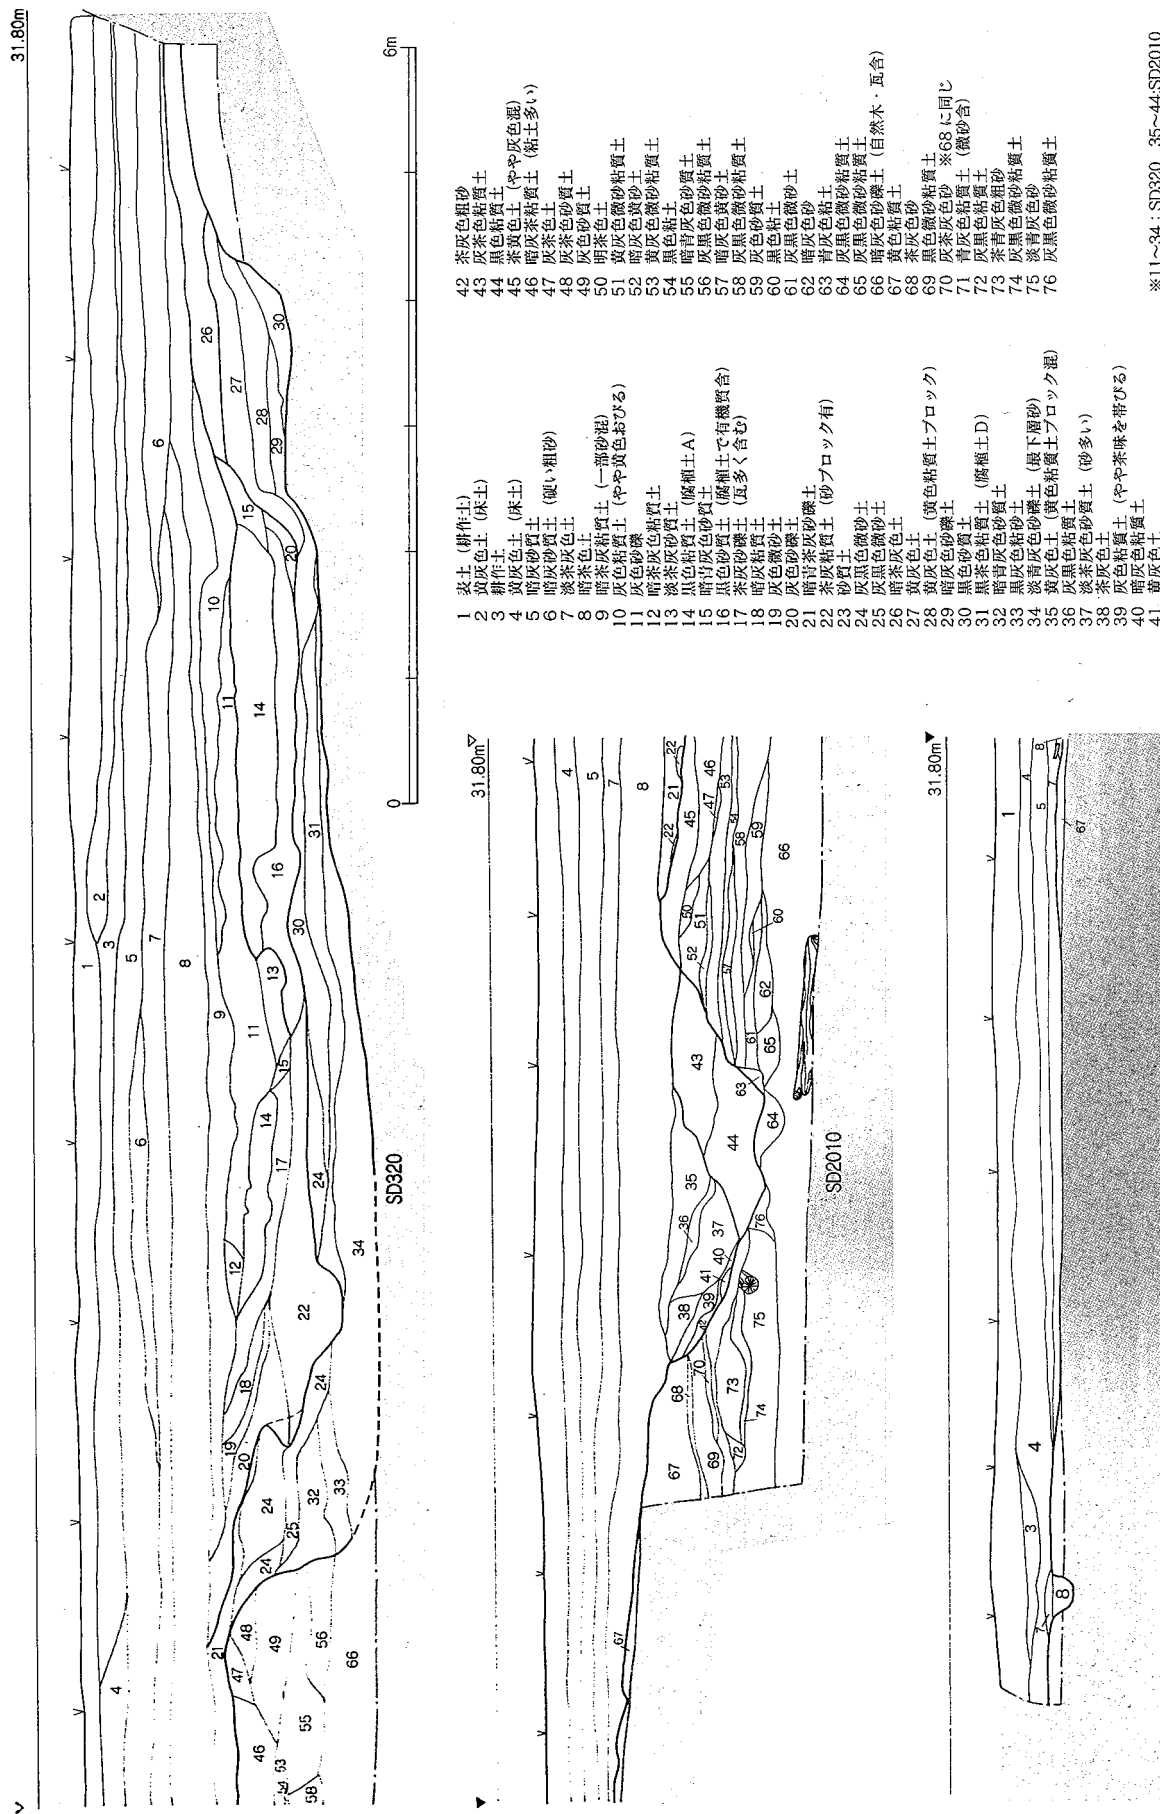 31.80m
6m
0
SD320
31.80m
SD2010
31.80m
1 表土 (耕作土)
2 黄灰色土 (床土)
3 耕作土
4 黄灰色土 (床土)
5 暗灰砂質土
6 暗灰砂質土 (硬い粗砂)
7 淡茶灰色土
8 暗茶色土
9 暗茶灰粘質土 (一部砂混)
10 灰色粘質土 (やや黄色おびる)
11 灰色砂礫
12 暗茶灰色粘質土
13 淡茶灰砂質土
14 黒色粘質土 (腐植土A)
15 暗青灰色砂質土
16 黒色砂質土 (腐植土で有機質含)
17 茶灰砂礫土 (瓦多く含む)
18 暗灰粘質土
19 灰色微砂土
20 灰色砂礫土
21 暗青茶灰砂礫土
22 茶灰粘質土 (砂ブロック有)
23 砂質土
24 灰黒色微砂土
25 灰黒色微砂土
26 暗茶灰色土
27 黄灰色土
28 黄灰色土 (黄色粘質土ブロック)
29 暗灰色砂礫土
30 黒色砂質土
31 黒茶色粘質土 (腐植土D)
32 暗青灰色砂質土
33 黒灰色粘砂土
34 淡青灰色砂礫土 (最下層砂)
35 黄灰色土 (黄色粘質土ブロック混)
36 灰黒色粘質土
37 淡茶灰色砂質土 (砂多い)
38 茶灰色土
39 灰色粘質土 (やや茶味を帯びる)
40 暗灰色粘質土
41 黄灰色土
42 茶灰色粗砂
43 灰茶色粘質土
44 黒色粘質土
45 茶黄色土 (やや灰色混)
46 暗灰茶粘質土 (粘土多い)
47 灰茶色土
48 灰茶色砂質土
49 灰色砂質土
50 明茶色土
51 黄灰色微砂粘質土
52 暗灰色黄砂土
53 黄灰色微砂粘質土
54 黒色粘土
55 暗青灰色砂質土
56 灰黒色微砂粘質土
57 暗灰色黄砂土
58 灰黒色微砂粘質土
59 灰色砂質土
60 黒色粘土
61 灰黒色微砂土
62 暗灰色砂
63 青灰色粘土
64 灰黒色微砂粘質土
65 灰黒色微砂粘質土
66 暗灰色砂礫土 (自然木・瓦含)
67 黄色粘質土
68 茶灰色砂
69 黒色微砂粘質土
70 灰茶灰色砂 ※68に同じ
71 青灰色粘質土 (微砂含)
72 灰黒色粘質土
73 茶青灰色粗砂
74 灰黒色微砂粘質土
75 淡青灰色砂
76 灰黒色微砂粘質土
※11~34：SD320 35~44:SD2010